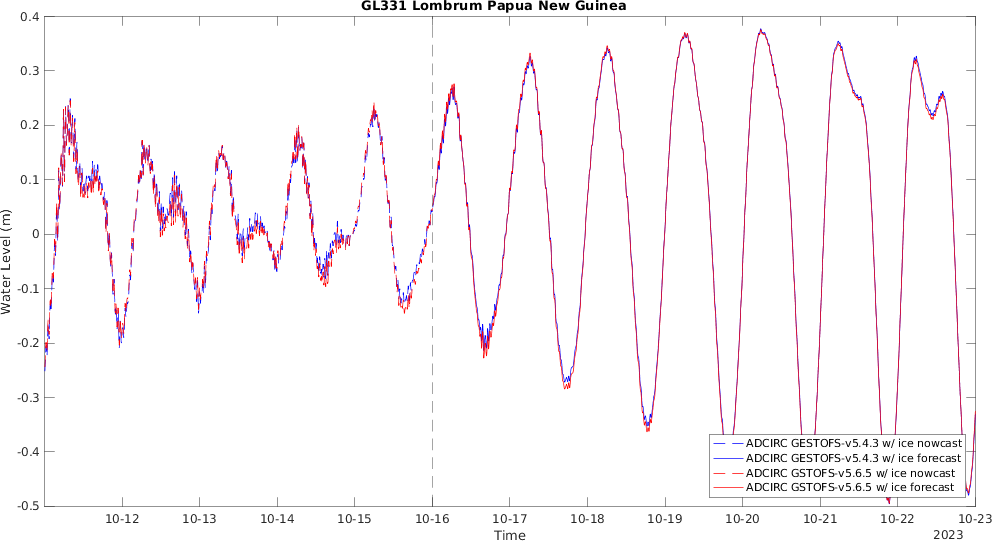 GL331 Lombrum Papua New Guinea
0.4
0.3
0.2
0.1
0
-0.1
-0.2
-0.3
-0.4
-0.5
Water Level (m)
ADCIRC GESTOFS-v5.4.3 w/ ice nowcast
ADCIRC GESTOFS-v5.4.3 w/ ice forecast
ADCIRC GSTOFS-v5.6.5 w/ ice nowcast
ADCIRC GSTOFS-v5.6.5 w/ ice forecast
10-12 10-13 10-14 10-15 10-16 10-17 10-18 10-19 10-20 10-21 10-22 10-23
Time
2023